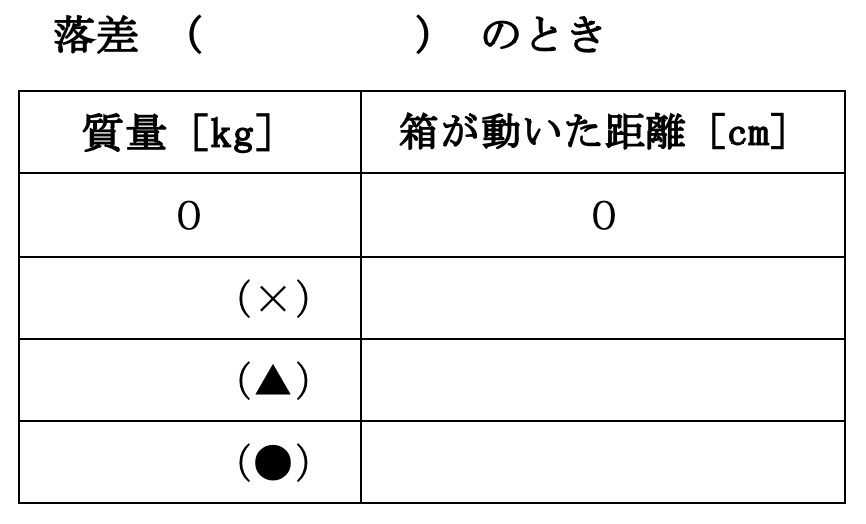 落差　（　　　　　）　のとき
質量［kg］　箱が動いた距離［cm］
０　０
（×）
（▲）
（●）